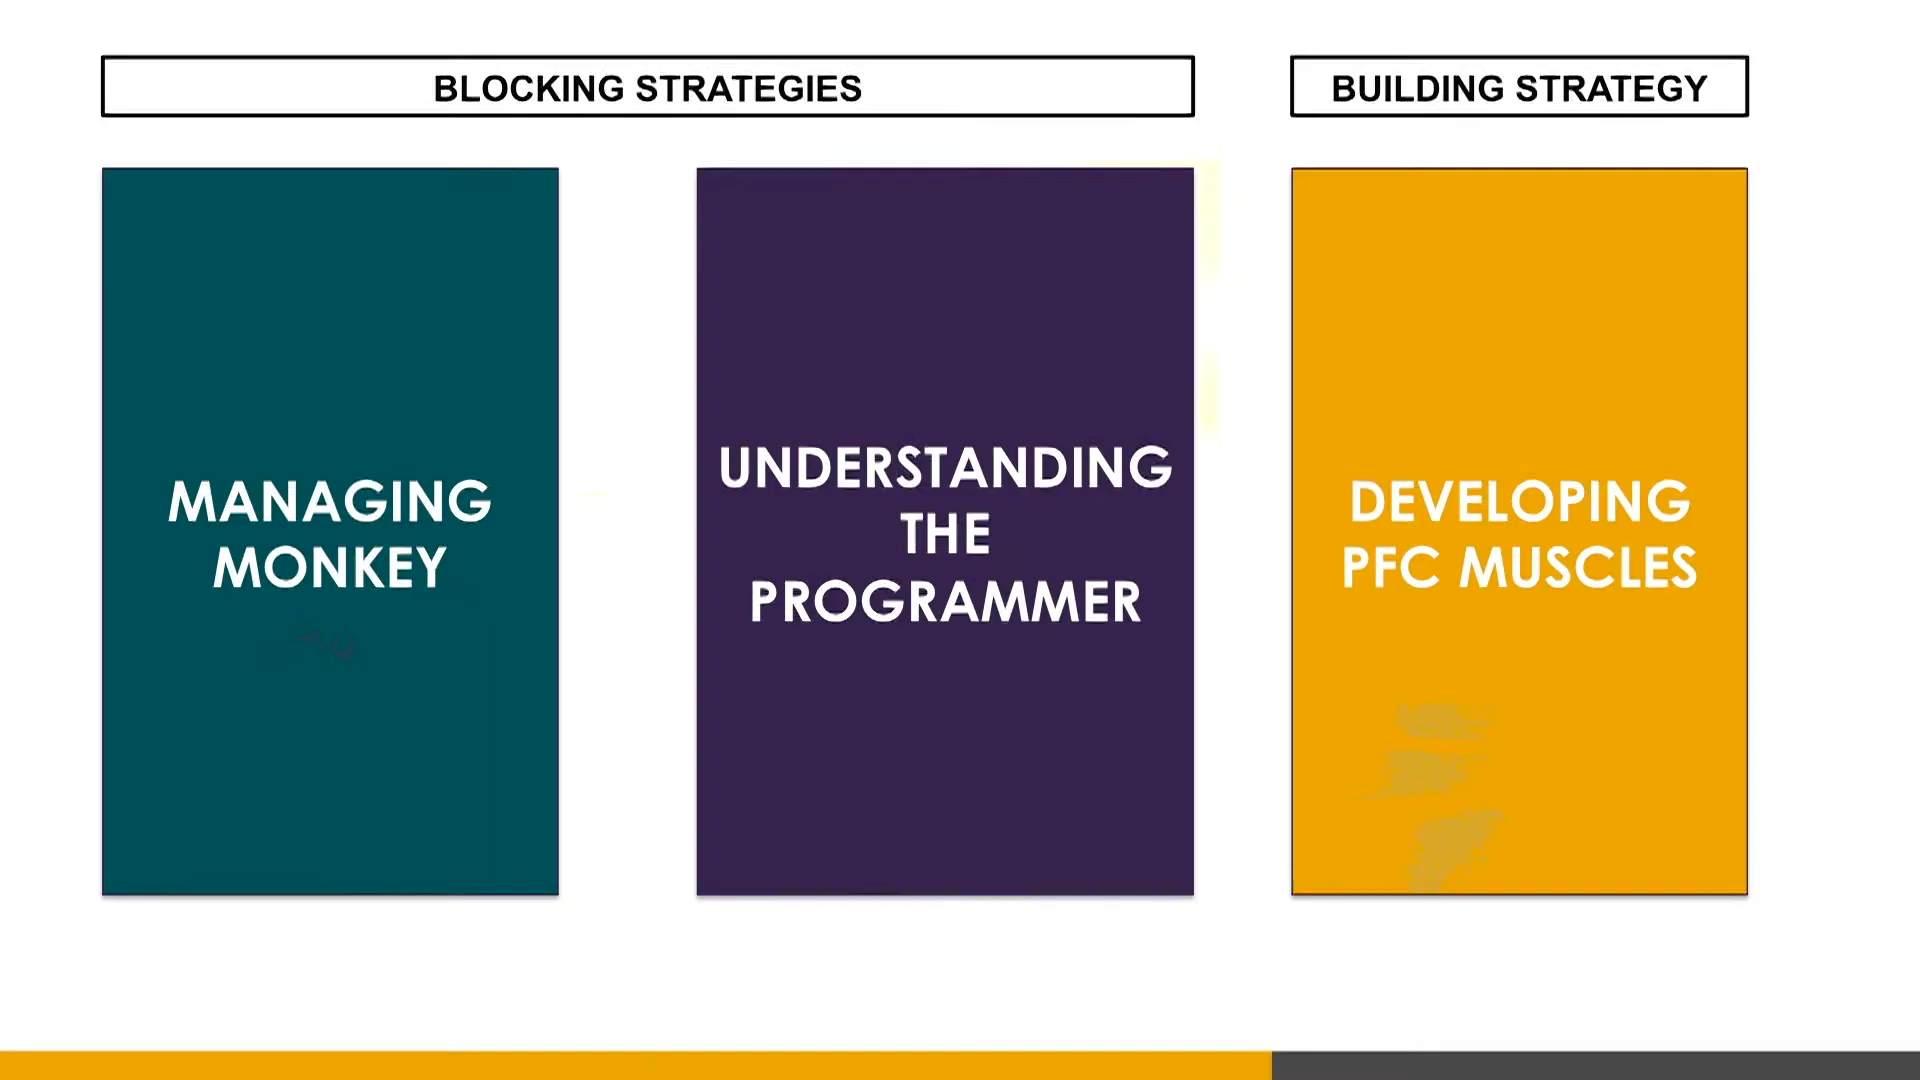 BLOCKING STRATEGIES
BUILDING STRATEGY
MANAGING
MONKEY
UNDERSTANDING
THE
PROGRAMMER
DEVELOPING
PFC MUSCLES